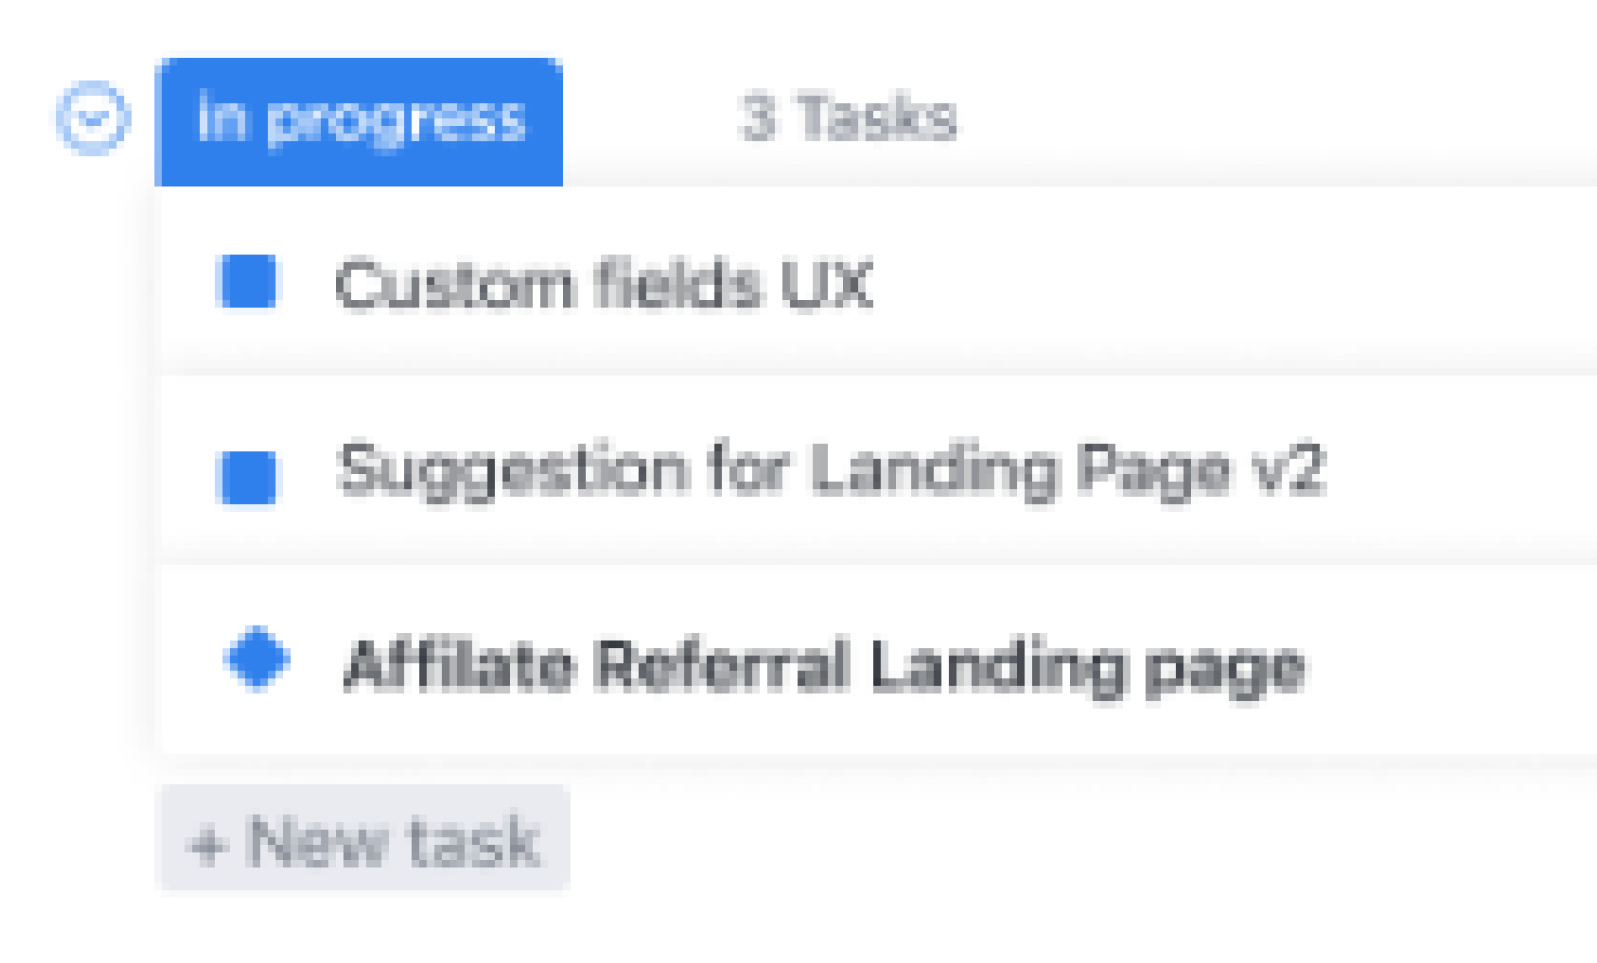 in progress 3 Tasks
Custom fields UX
Suggestion for Landing Page v2
Affilate Referral Landing page
+ New task